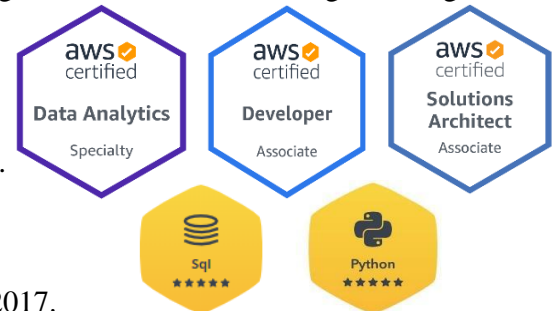 aws
certified
Data Analytics
Specialty
aws
certified
Developer
Associate
aws
certified
Solutions
Architect
Associate
.
Sql
Python
2017.